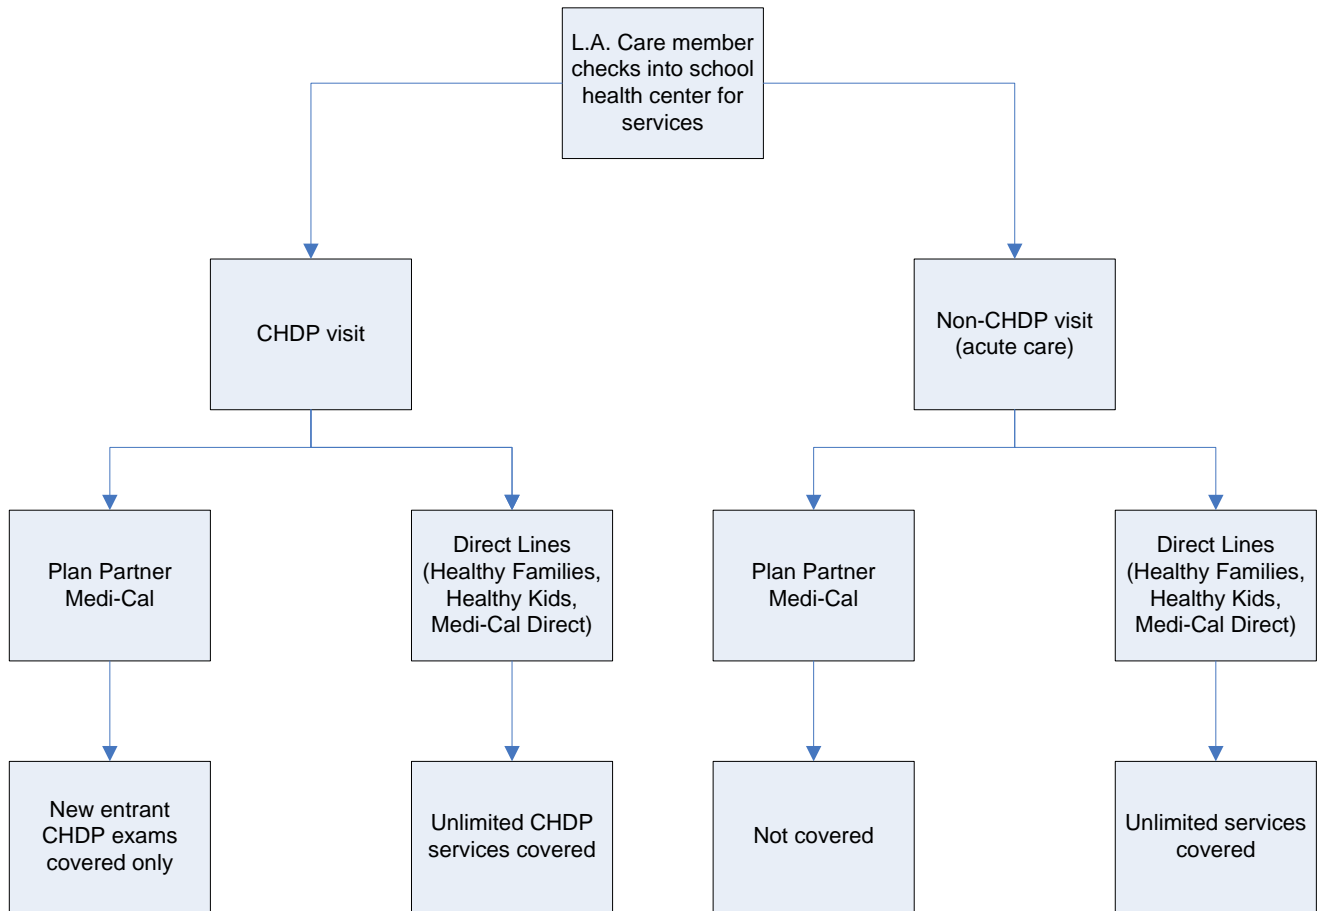 L.A. Care member
checks into school
health center for
services
CHDP visit
Non-CHDP visit
(acute care)
Plan Partner
Medi-Cal
Direct Lines
(Healthy Families,
Healthy Kids,
Medi-Cal Direct)
Plan Partner
Medi-Cal
Direct Lines
(Healthy Families,
Healthy Kids,
Medi-Cal Direct)
New entrant
CHDP exams
covered only
Unlimited CHDP
services covered
Not covered
Unlimited services
covered